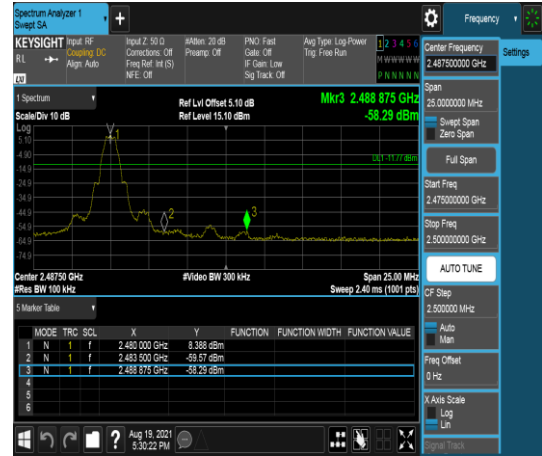 Spectrum Analyzer 1
Swept SA
+
Frequency
KEYSIGHT
Input: RF
Input Z: 50 Ω
#Atten: 20 dB
PNO: Fast
Avg Type: Log-Power
1 2 3 4 5 6
RL
Coupling: DC
Corrections: Off
Preamp: Off
Gate: Off
Trig: Free Run
Align: Auto
Freq Ref: Int (S)
IF Gain: Low
M W W W W W
NFE: Off
Sig Track: Off
P N N N N N
LXI
1 Spectrum
Ref Lvl Offset 5.10 dB
Mkr3 2.488 875 GHz
Scale/Div 10 dB
Ref Level 15.10 dBm
-58.29 dBm
Log
5.10
-4.90
DL1 -11.77 dBm
-14.9
-24.9
-34.9
-44.9
-54.9
-64.9
-74.9
1
2
3
Center 2.48750 GHz
#Video BW 300 kHz
Span 25.00 MHz
#Res BW 100 kHz
Sweep 2.40 ms (1001 pts)
5 Marker Table
MODE TRC SCL X Y FUNCTION FUNCTION WIDTH FUNCTION VALUE
1 N 1 f 2.480 000 GHz 8.388 dBm
2 N 1 f 2.483 500 GHz -59.57 dBm
3 N 1 f 2.488 875 GHz -58.29 dBm
4
5
6
?
Aug 19, 2021
5:30:22 PM
Center Frequency
2.487500000 GHz
Settings
Span
25.0000000 MHz
Swept Span
Zero Span
Full Span
Start Freq
2.475000000 GHz
Stop Freq
2.500000000 GHz
AUTO TUNE
CF Step
2.500000 MHz
Auto
Man
Freq Offset
0 Hz
X Axis Scale
Log
Lin
Signal Track